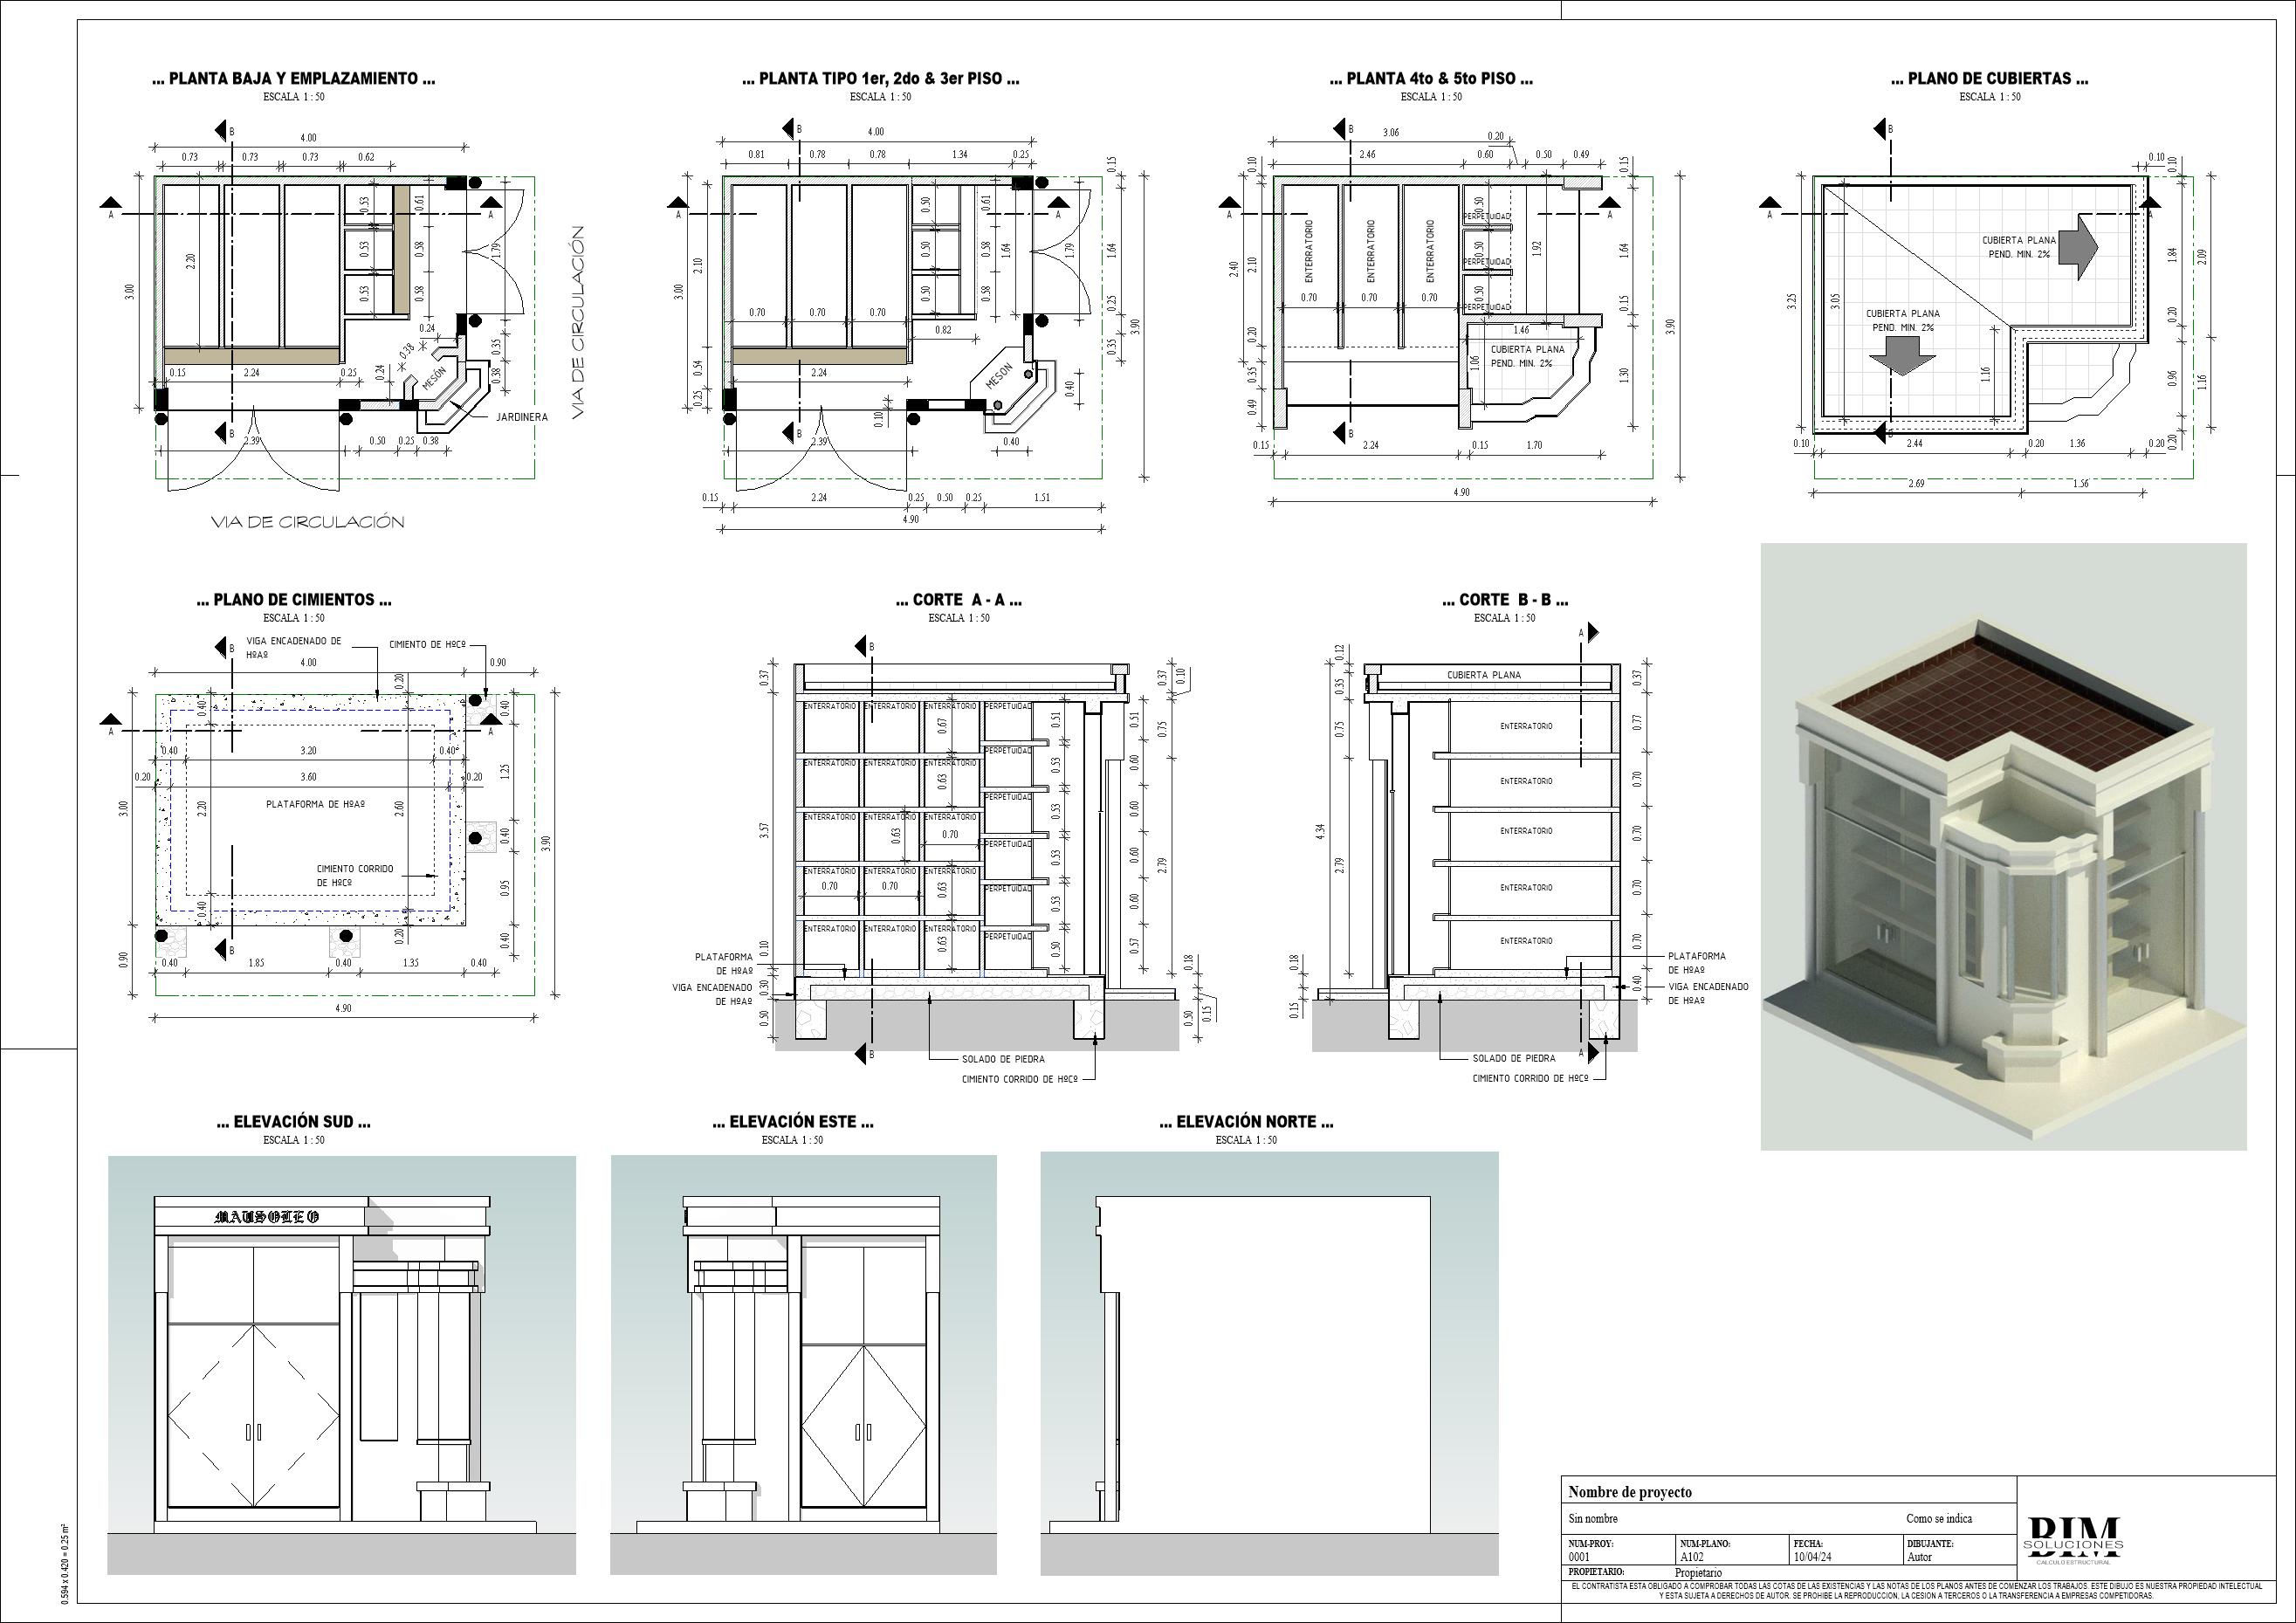 ... PLANTA BAJA Y EMPLAZAMIENTO ...
ESCALA 1 : 50
B
4.00
0.73
0.73
0.73
0.62
A
A
3.00
2.20
0.53
0.53
0.53
0.61
0.58
0.58
1.79
0.24
0.38
0.24
0.35
0.38
MESÓN
0.15
2.24
0.25
JARDINERA
B
2.39
0.50
0.25
0.38
VIA DE CIRCULACIÓN
VIA DE CIRCULACIÓN
... PLANTA TIPO 1er, 2do & 3er PISO ...
ESCALA 1 : 50
B
4.00
0.81
0.78
0.78
1.34
0.25
0.15
A
A
3.00
2.10
0.54
0.25
0.50
0.50
0.50
0.61
0.58
0.58
1.64
1.79
1.64
0.25
0.35
3.90
0.70
0.70
0.70
0.82
2.24
MESON
0.40
0.10
B
2.39
0.40
0.15
2.24
0.25
0.50
0.25
1.51
4.90
... PLANTA 4to & 5to PISO ...
ESCALA 1 : 50
B
3.06
0.20
2.46
0.60
0.50
0.49
0.10
0.15
A
A
2.40
2.10
0.20
0.35
0.49
ENTERRATORIO
ENTERRATORIO
ENTERRATORIO
PERPETUIDAD
PERPETUIDAD
PERPETUIDAD
0.50
0.50
0.50
1.92
1.64
0.15
1.30
3.90
0.70
0.70
0.70
1.46
1.06
CUBIERTA PLANA
PEND. MIN. 2%
B
0.15
2.24
0.15
1.70
4.90
... PLANO DE CUBIERTAS ...
ESCALA 1 : 50
B
0.10
0.10
A
A
CUBIERTA PLANA
PEND. MIN. 2%
3.25
3.05
1.84
2.09
CUBIERTA PLANA
PEND. MIN. 2%
0.20
1.16
0.96
1.16
0.20
B
0.10
2.44
0.20
1.36
0.20
2.69
1.56
... PLANO DE CIMIENTOS ...
ESCALA 1 : 50
B
VIGA ENCADENADO DE
HºAº
CIMIENTO DE HºCº
4.00
0.90
0.20
0.40
0.40
A
A
0.40
3.20
0.40
0.20
3.60
0.20
1.25
3.00
2.20
2.60
PLATAFORMA DE HºAº
0.40
3.90
CIMIENTO CORRIDO
DE HºCº
0.95
0.40
0.20
0.40
0.90
B
0.40
1.85
0.40
1.35
0.40
4.90
... CORTE A - A ...
ESCALA 1 : 50
B
0.37
0.37
0.10
ENTERRATORIO
ENTERRATORIO
ENTERRATORIO
PERPETUIDAD
0.67
0.51
0.51
0.75
PERPETUIDAD
ENTERRATORIO
ENTERRATORIO
ENTERRATORIO
0.63
0.53
0.60
PERPETUIDAD
ENTERRATORIO
ENTERRATORIO
ENTERRATORIO
3.57
0.63
0.70
0.53
0.60
PERPETUIDAD
ENTERRATORIO
ENTERRATORIO
ENTERRATORIO
0.70
0.70
0.63
0.53
0.60
2.79
PERPETUIDAD
0.53
0.60
ENTERRATORIO
ENTERRATORIO
ENTERRATORIO
PERPETUIDAD
0.63
0.50
0.57
0.10
PLATAFORMA
DE HºAº
VIGA ENCADENADO
DE HºAº
0.30
0.50
0.18
0.15
0.50
B
SOLADO DE PIEDRA
CIMIENTO CORRIDO DE HºCº
... CORTE B - B ...
ESCALA 1 : 50
A
0.12
0.35
CUBIERTA PLANA
0.37
0.75
ENTERRATORIO
0.77
ENTERRATORIO
0.70
4.34
2.79
ENTERRATORIO
0.70
ENTERRATORIO
0.70
ENTERRATORIO
0.70
0.18
0.15
0.40
PLATAFORMA
DE HºAº
VIGA ENCADENADO
DE HºAº
A
SOLADO DE PIEDRA
CIMIENTO CORRIDO DE HºCº
... ELEVACIÓN SUD ...
ESCALA 1 : 50
MAUSOLEO
... ELEVACIÓN ESTE ...
ESCALA 1 : 50
... ELEVACIÓN NORTE ...
ESCALA 1 : 50
0.594 x 0.420 = 0.25 m²
Nombre de proyecto
Sin nombre
Como se indica
NUM-PROY:
0001
NUM-PLANO:
A102
FECHA:
10/04/24
DIBUJANTE:
Autor
PROPIETARIO:
Propietario
BIM
SOLUCIONES
CALCULO ESTRUCTURAL
EL CONTRATISTA ESTA OBLIGADO A COMPROBAR TODAS LAS COTAS DE LAS EXISTENCIAS Y LAS NOTAS DE LOS PLANOS ANTES DE COMENZAR LOS TRABAJOS. ESTE DIBUJO ES NUESTRA PROPIEDAD INTELECTUAL
Y ESTA SUJETA A DERECHOS DE AUTOR. SE PROHIBE LA REPRODUCCION, LA CESION A TERCEROS O LA TRANSFERENCIA A EMPRESAS COMPETIDORAS.